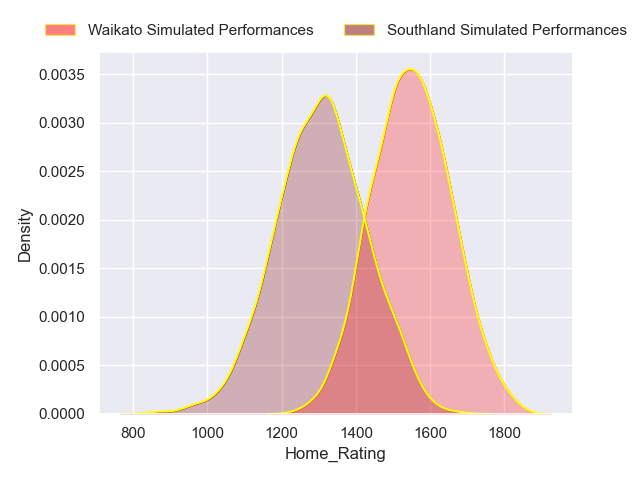 Waikato Simulated Performances Southland Simulated Performances
0.0035
0.0030
0.0025
0.0020
0.0015
0.0010
0.0005
0.0000
Density
800 1000 1200 1400 1600 1800
Home_Rating